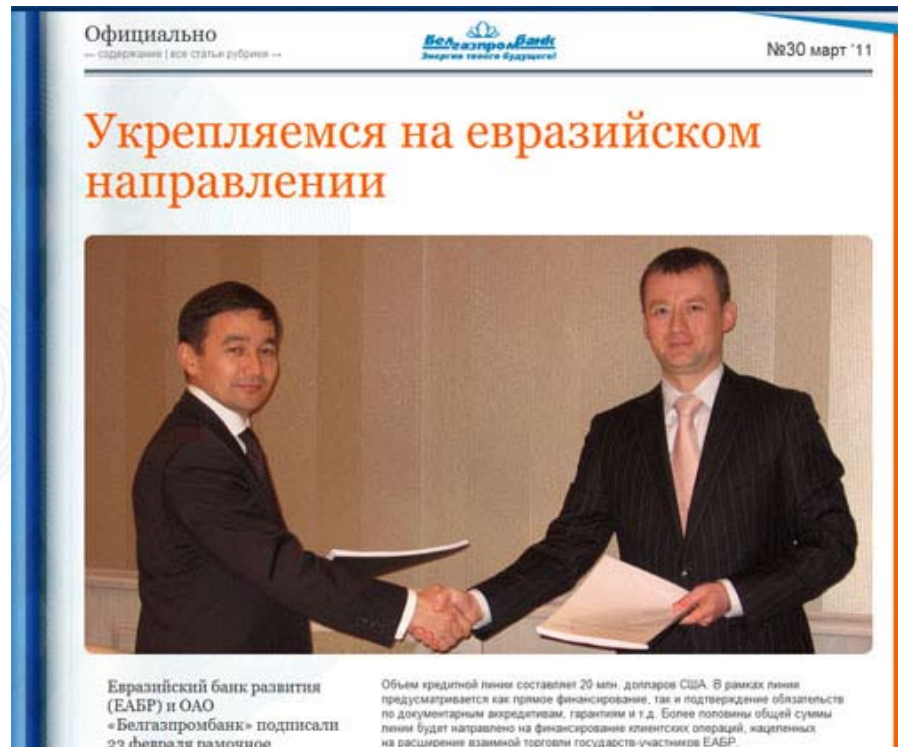 Официально
— содержание | все статьи рубрики →
Белгазпромбанк
Энергия твоего будущего!
№30 март '11
Укрепляемся на евразийском
направлении
Евразийский банк развития
(ЕАБР) и ОАО
«Белгазпромбанк» подписали
23 февраля рамочное
Объем кредитной линии составляет 20 млн. долларов США. В рамках линии
предусматривается как прямое финансирование, так и подтверждение обязательств
по документарным аккредитивам, гарантиям и т.д. Более половины общей суммы
линии будет направлено на финансирование клиентских операций, нацеленных
на расширение взаимной торговли государств-участников ЕАБР.